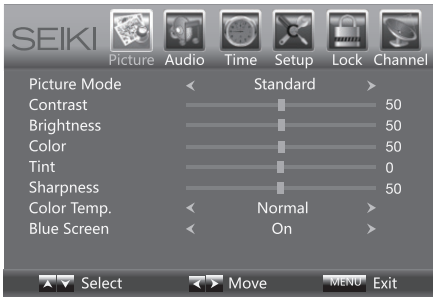 SEIKI
Picture Audio Time Setup Lock Channel
Picture Mode Standard
Contrast 50
Brightness 50
Color 50
Tint 0
Sharpness 50
Color Temp. Normal
Blue Screen On
Select Move MENU Exit